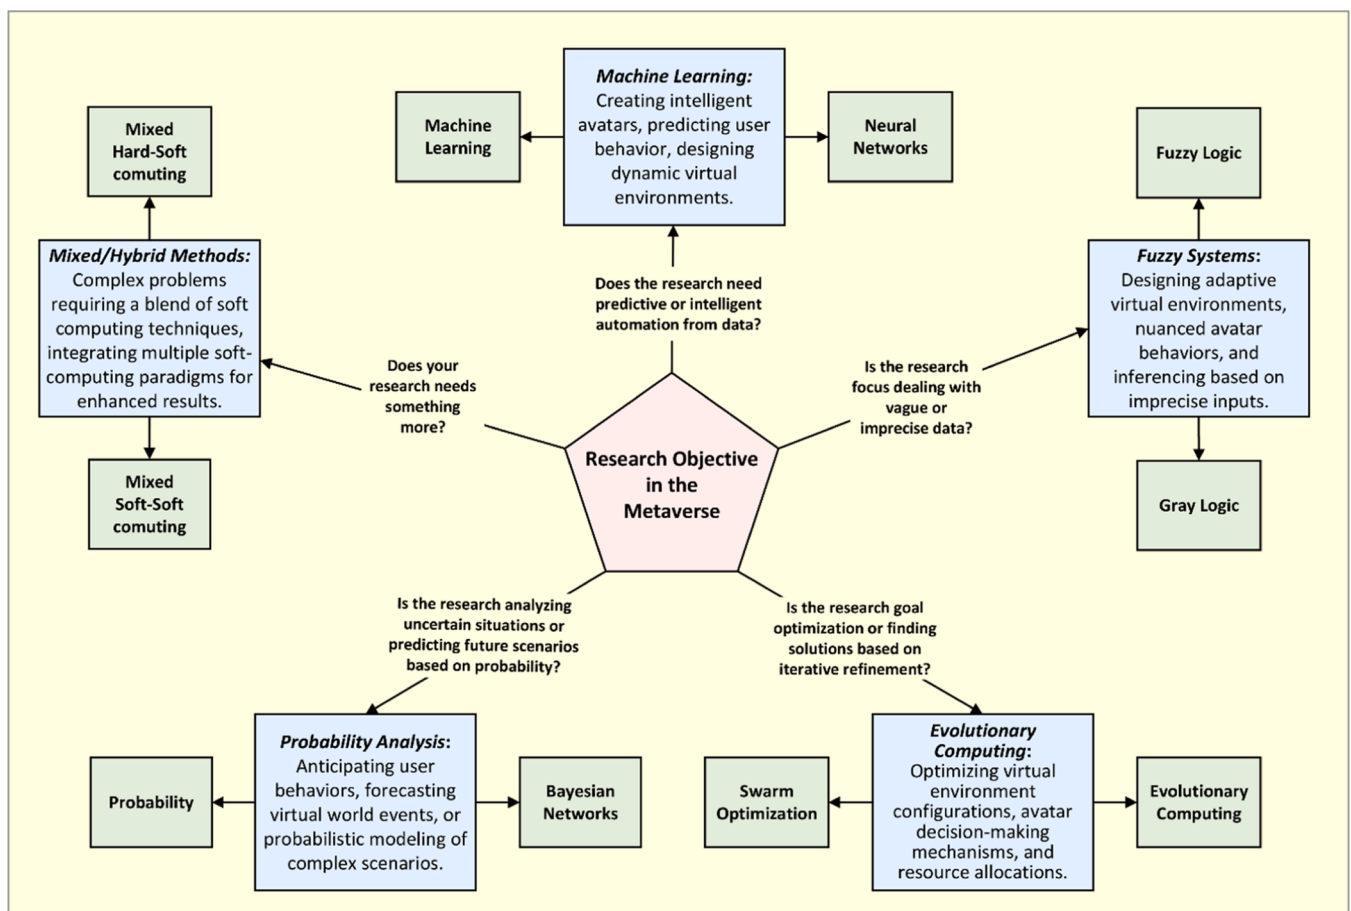 Machine Learning:
Creating intelligent
avatars, predicting user
behavior, designing
dynamic virtual
environments.
Machine
Learning
Neural
Networks
Mixed
Hard-Soft
comuting
Fuzzy Logic
Mixed/Hybrid Methods:
Complex problems
requiring a blend of soft
computing techniques,
integrating multiple soft-
computing paradigms for
enhanced results.
Fuzzy Systems:
Designing adaptive
virtual environments,
nuanced avatar
behaviors, and
inferencing based on
imprecise inputs.
Does the research need
predictive or intelligent
automation from data?
Does your
research needs
something
more?
Is the research
focus dealing with
vague or
imprecise data?
Research Objective
in the
Metaverse
Mixed
Soft-Soft
comuting
Gray Logic
Is the research analyzing
uncertain situations or
predicting future scenarios
based on probability?
Is the research goal
optimization or finding
solutions based on
iterative refinement?
Probability
Probability Analysis:
Anticipating user
behaviors, forecasting
virtual world events, or
probabilistic modeling of
complex scenarios.
Bayesian
Networks
Swarm
Optimization
Evolutionary
Computing:
Optimizing virtual
environment
configurations, avatar
decision-making
mechanisms, and
resource allocations.
Evolutionary
Computing